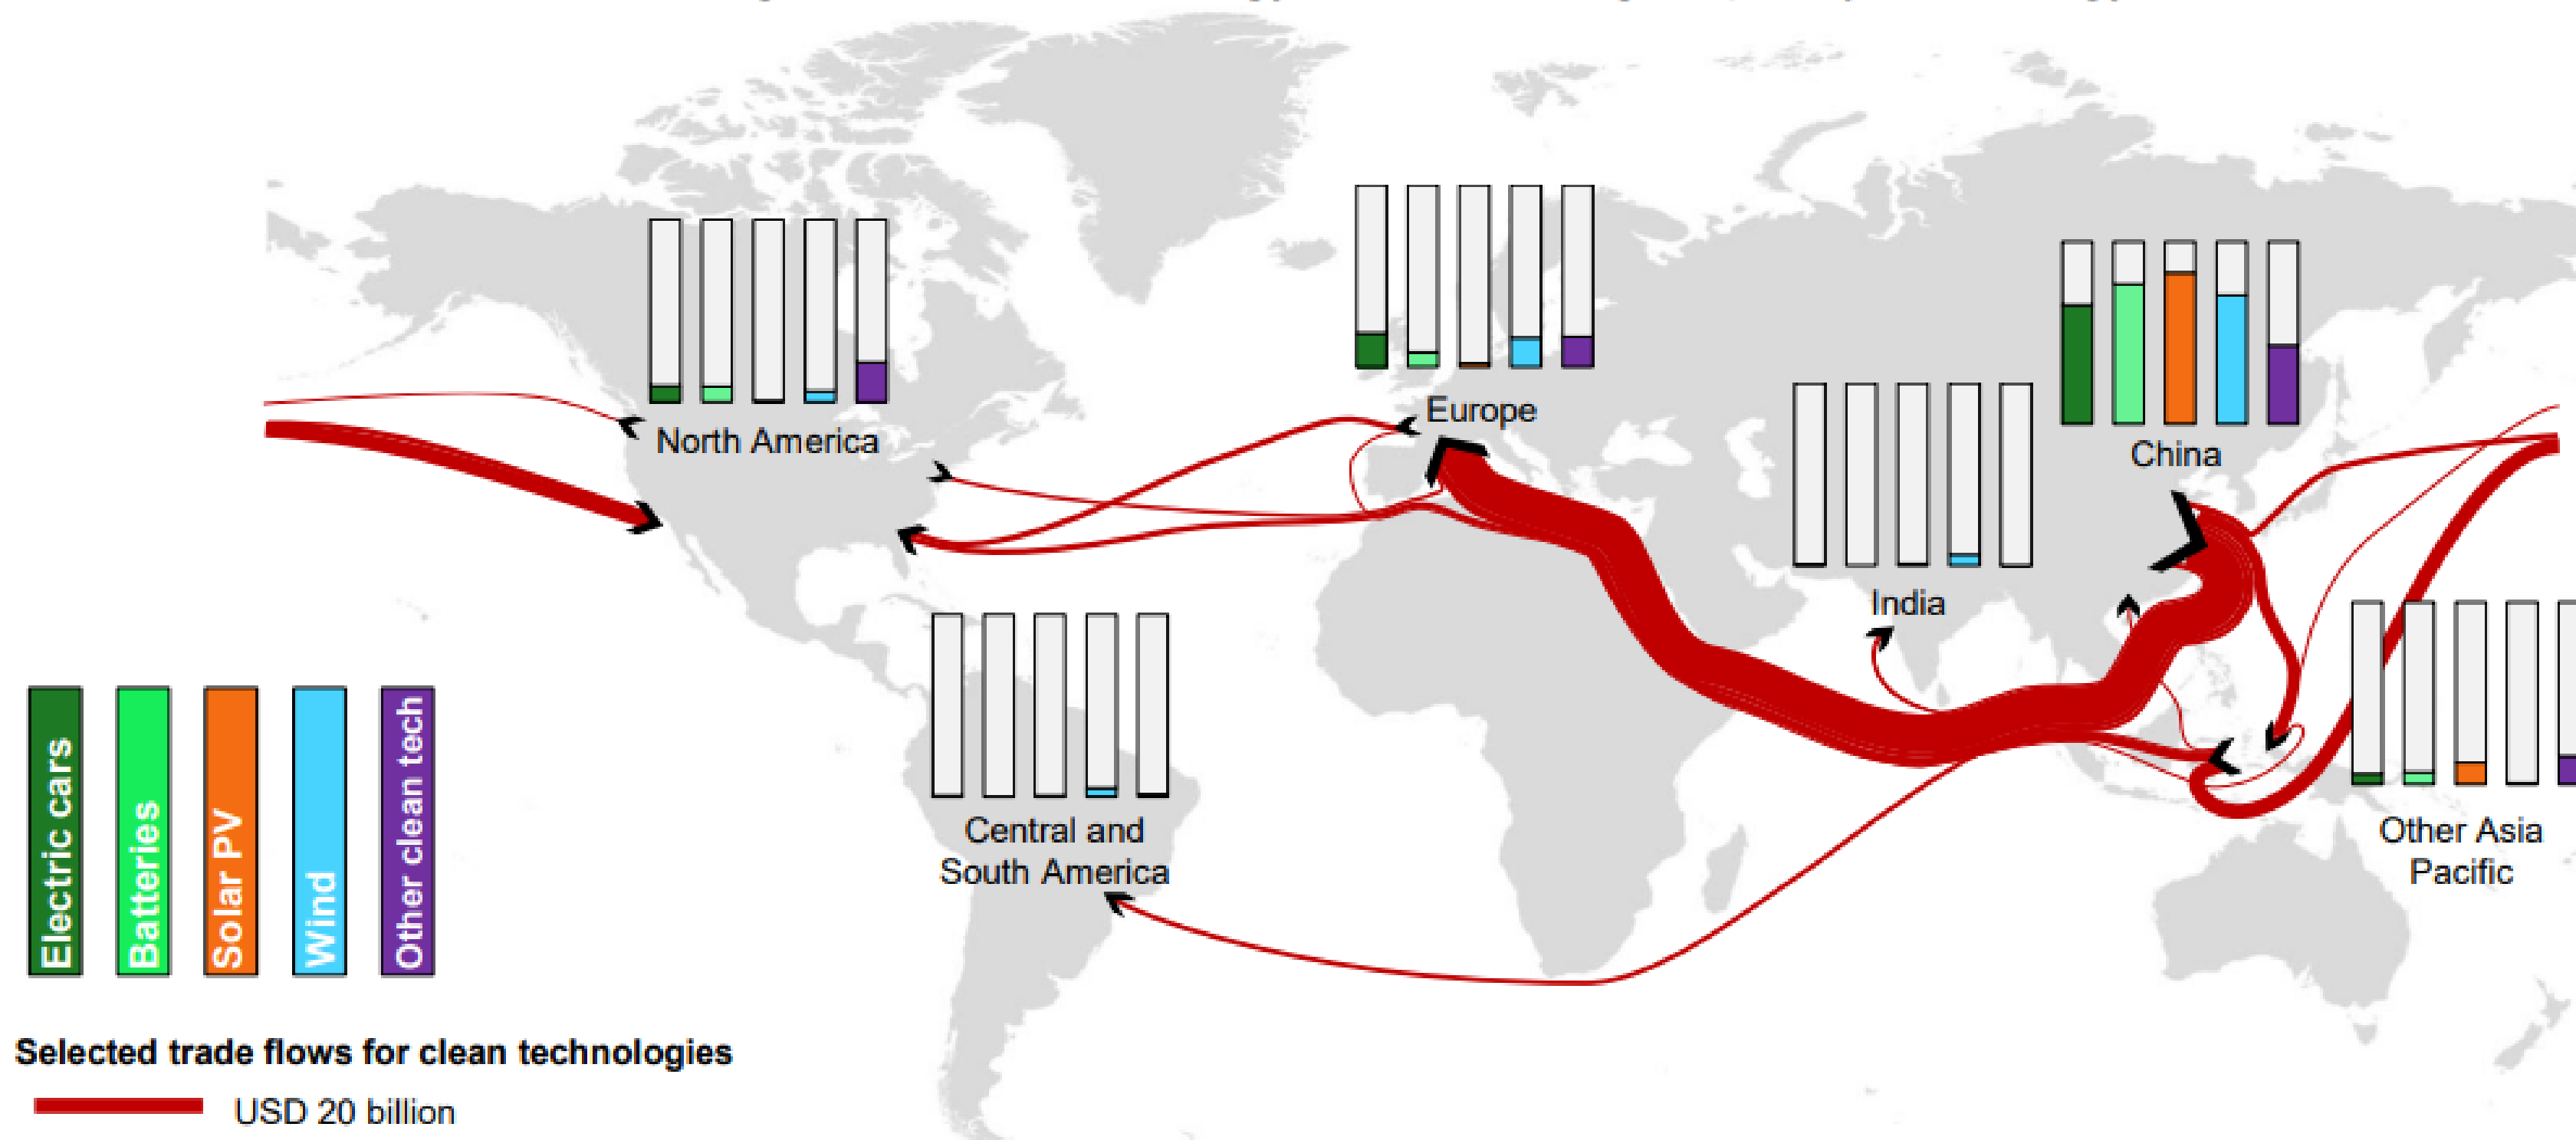 North America
Europe
China
India
Central and
South America
Other Asia
Pacific
Electric cars
Batteries
Solar PV
Wind
Other clean tech
Selected trade flows for clean technologies
USD 20 billion